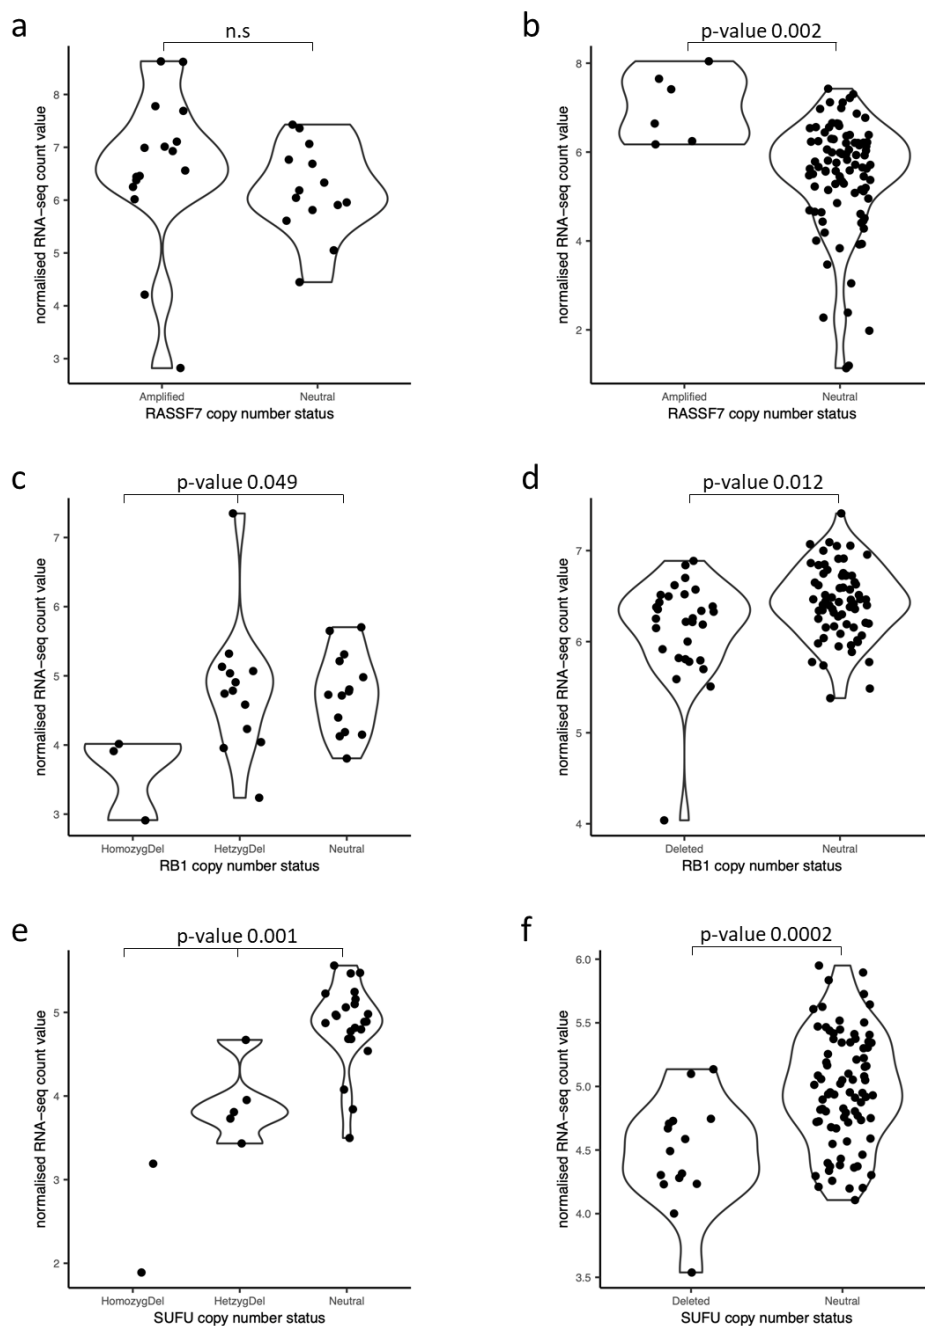 a
n.s
normalised RNA−seq count value
8
7
6
5
4
3
Amplified
Neutral
RASSF7 copy number status
b
p-value 0.002
normalised RNA−seq count value
8
6
4
2
Amplified
Neutral
RASSF7 copy number status
c
p-value 0.049
normalised RNA−seq count value
7
6
5
4
3
HomozygDel
HetzygDel
Neutral
RB1 copy number status
d
p-value 0.012
normalised RNA−seq count value
7
6
5
4
Deleted
Neutral
RB1 copy number status
e
p-value 0.001
normalised RNA−seq count value
5
4
3
2
HomozygDel
HetzygDel
Neutral
SUFU copy number status
f
p-value 0.0002
normalised RNA−seq count value
6.0
5.5
5.0
4.5
4.0
3.5
Deleted
Neutral
SUFU copy number status